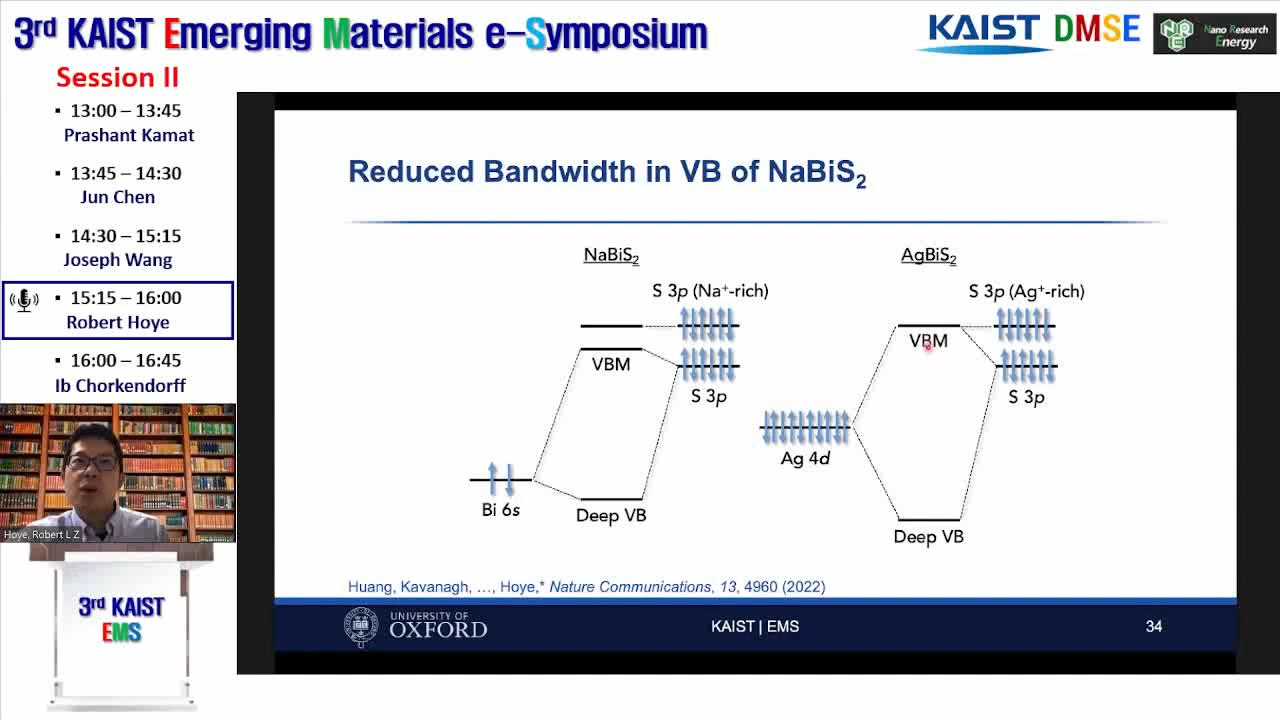 3rd KAIST Emerging Materials e-Symposium
KAIST DMSE
NRE
Nano Research
Energy
Session II
▪ 13:00 – 13:45
Prashant Kamat
▪ 13:45 – 14:30
Jun Chen
▪ 14:30 – 15:15
Joseph Wang
▪ 15:15 – 16:00
Robert Hoye
▪ 16:00 – 16:45
Ib Chorkendorff
Hoye, Robert L Z
3rd KAIST
EMS
Reduced Bandwidth in VB of NaBiS2
NaBiS2
S 3p (Na+-rich)
VBM
S 3p
Bi 6s
Deep VB
AgBiS2
S 3p (Ag+-rich)
VBM
S 3p
Ag 4d
Deep VB
Huang, Kavanagh, …, Hoye,* Nature Communications, 13, 4960 (2022)
UNIVERSITY OF
OXFORD
KAIST | EMS
34